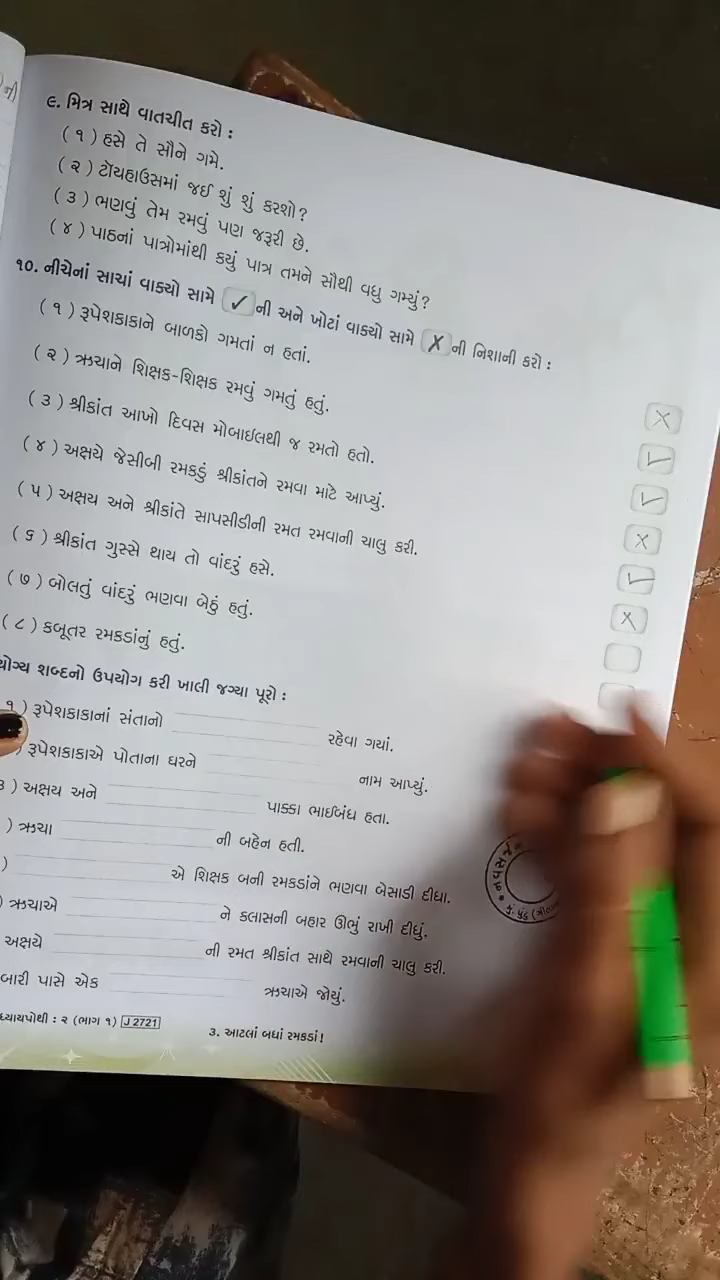 ૯. મિત્ર સાથે વાતચીત કરો :
( ૧ ) હસે તે સૌને ગમે.
( ૨ ) ટૉયહાઉસમાં જઈ શું શું કરશો ?
( ૩ ) ભણવું તેમ રમવું પણ જરૂરી છે.
( ૪ ) પાઠનાં પાત્રોમાંથી કયું પાત્ર તમને સૌથી વધુ ગમ્યું ?
૧૦. નીચેનાં સાચાં વાક્યો સામે ✓ ની અને ખોટાં વાક્યો સામે ✗ ની નિશાની કરો :
( ૧ ) રૂપેશકાકાને બાળકો ગમતાં ન હતાં. ✗
( ૨ ) ઋચાને શિક્ષક-શિક્ષક રમવું ગમતું હતું. ✓
( ૩ ) શ્રીકાંત આખો દિવસ મોબાઈલથી જ રમતો હતો. ✓
( ૪ ) અક્ષયે જેસીબી રમકડું શ્રીકાંતને રમવા માટે આપ્યું. ✗
( ૫ ) અક્ષય અને શ્રીકાંતે સાપસીડીની રમત રમવાની ચાલુ કરી. ✓
( ૬ ) શ્રીકાંત ગુસ્સે થાય તો વાંદરું હસે. ✗
( ૭ ) બોલતું વાંદરું ભણવા બેઠું હતું.
( ૮ ) કબૂતર રમકડાંનું હતું.
શબ્દનો ઉપયોગ કરી ખાલી જગ્યા પૂરો :
૧ ) રૂપેશકાકાનાં સંતાનો રહેવા ગયાં.
) રૂપેશકાકાએ પોતાના ઘરને નામ આપ્યું.
૩ ) અક્ષય અને પાક્કા ભાઈબંધ હતા.
) ઋચા ની બહેન હતી.
) એ શિક્ષક બની રમકડાંને ભણવા બેસાડી દીધા.
) ઋચાએ ને ક્લાસની બહાર ઊભું રાખી દીધું.
અક્ષયે ની રમત શ્રીકાંત સાથે રમવાની ચાલુ કરી.
બારી પાસે એક ઋચાએ જોયું.
: ૨ (ભાગ ૧) J 2721
૩. આટલાં બધાં રમકડાં !